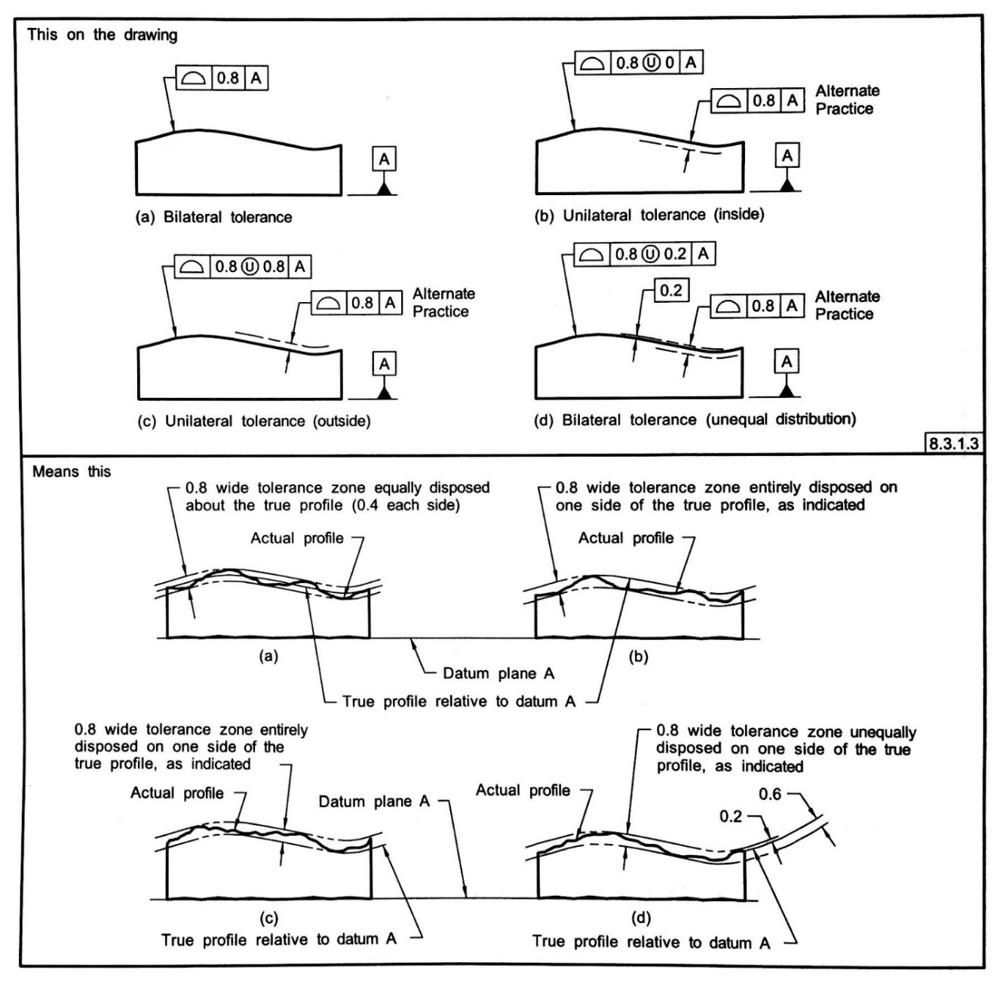 This on the drawing
0.8 A
(a) Bilateral tolerance
A
0.8 Ⓤ 0 A
0.8 A
Alternate
Practice
A
(b) Unilateral tolerance (inside)
0.8 Ⓤ 0.8 A
0.8 A
Alternate
Practice
A
(c) Unilateral tolerance (outside)
0.8 Ⓤ 0.2 A
0.2
0.8 A
Alternate
Practice
A
(d) Bilateral tolerance (unequal distribution)
8.3.1.3
Means this
0.8 wide tolerance zone equally disposed
about the true profile (0.4 each side)
Actual profile
(a)
0.8 wide tolerance zone entirely disposed on
one side of the true profile, as indicated
Actual profile
(b)
Datum plane A
True profile relative to datum A
0.8 wide tolerance zone entirely
disposed on one side of the
true profile, as indicated
Actual profile
Datum plane A
(c)
True profile relative to datum A
0.8 wide tolerance zone unequally
disposed on one side of the true
profile, as indicated
Actual profile
0.6
0.2
(d)
True profile relative to datum A